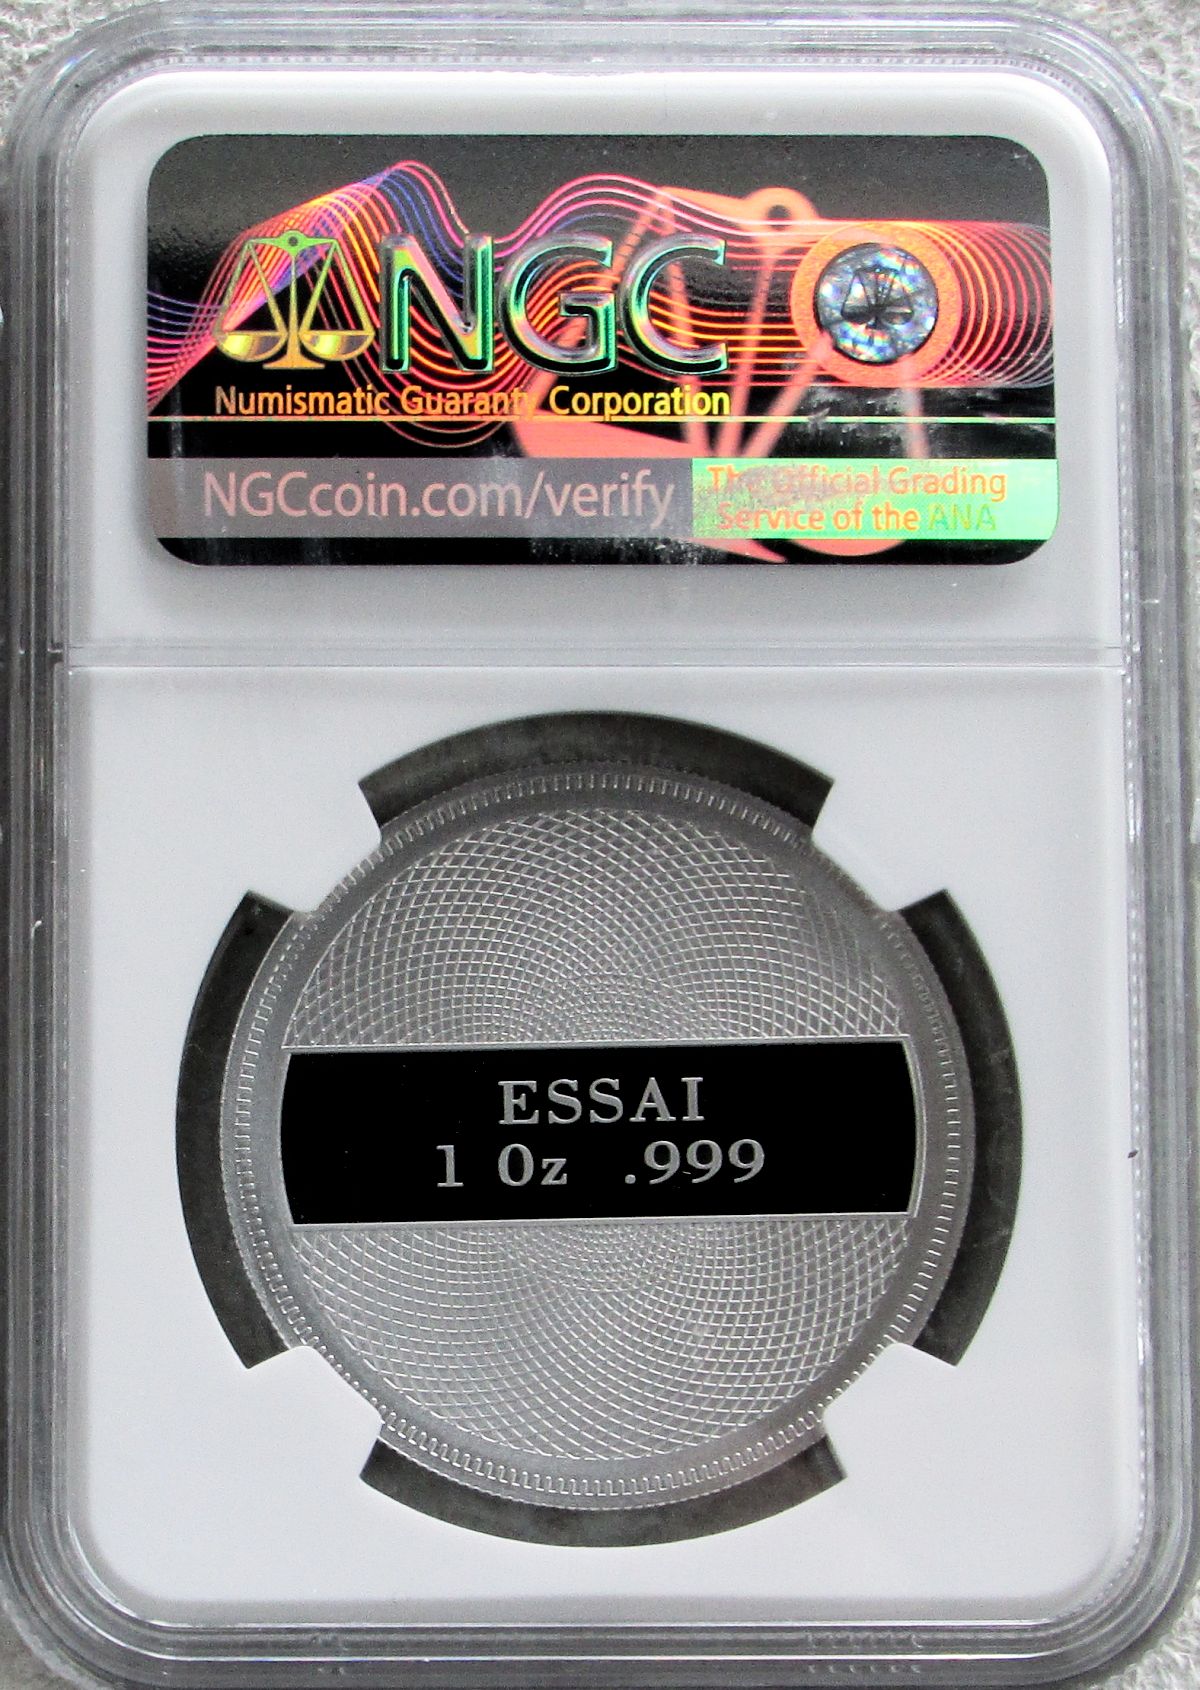 NGC
Numismatic Guaranty Corporation
NGCcoin.com/verify
The Official Grading
Service of the ANA
ESSAI
1 Oz .999